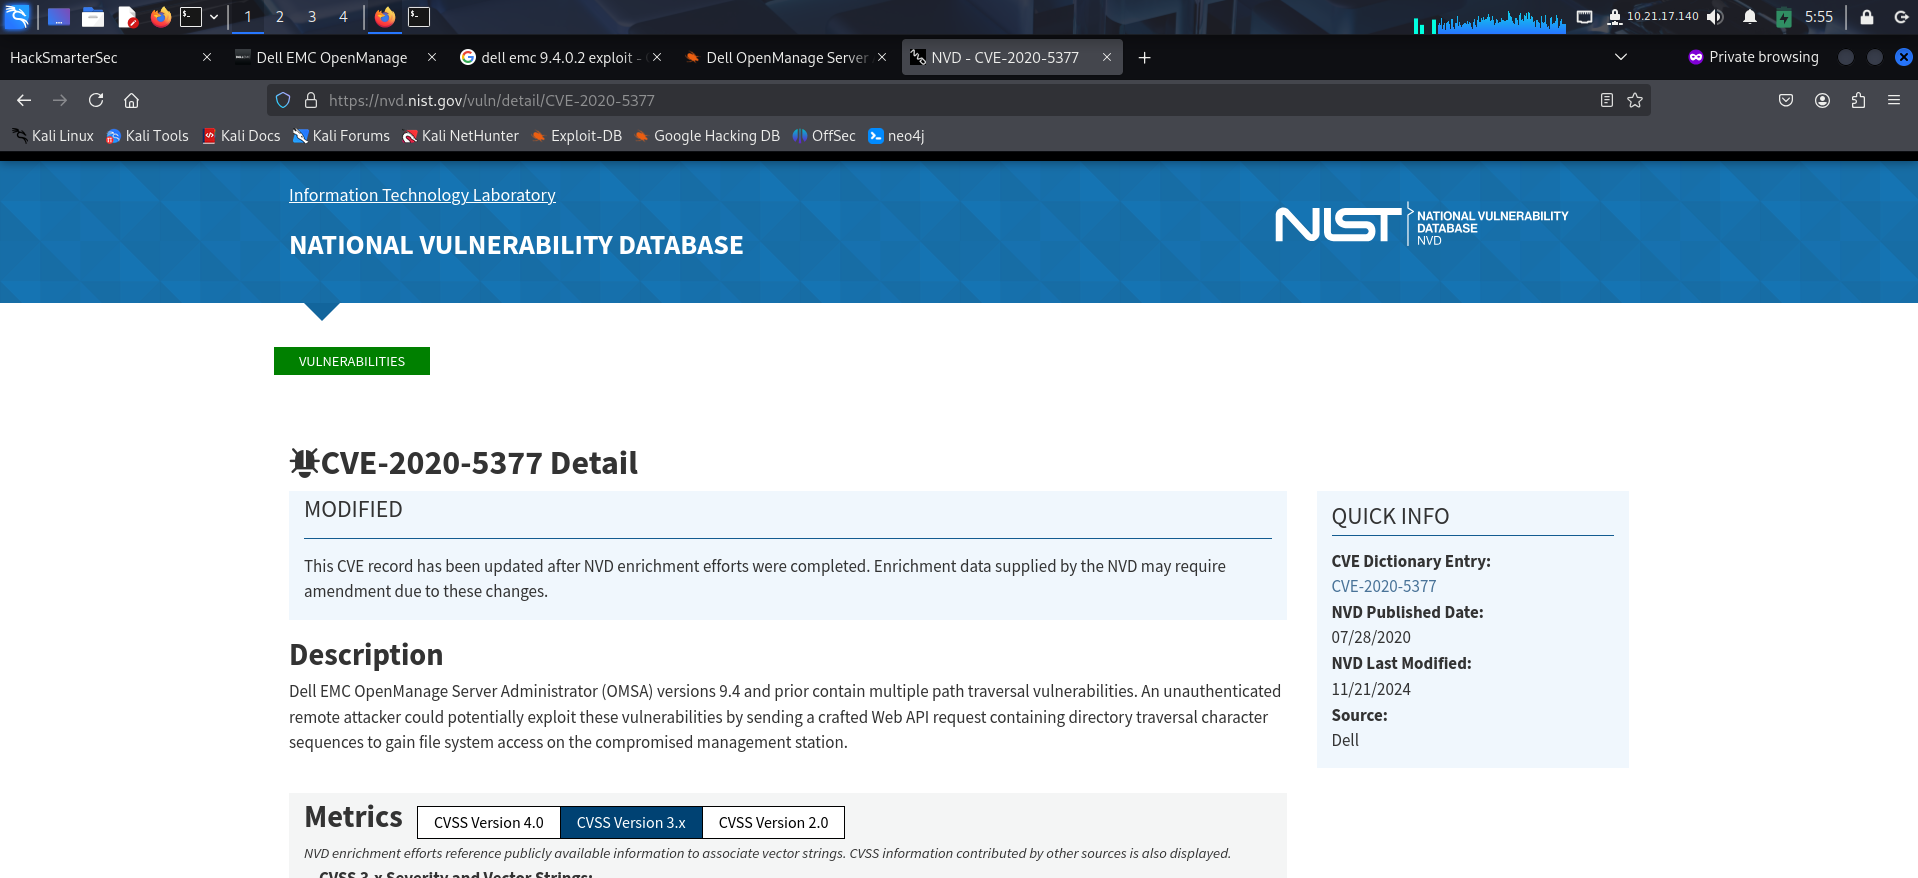 1 2 3 4 10.21.17.140 5:55
HackSmarterSec Dell EMC OpenManage dell emc 9.4.0.2 exploit - Dell OpenManage Server NVD - CVE-2020-5377 Private browsing
https://nvd.nist.gov/vuln/detail/CVE-2020-5377
Kali Linux Kali Tools Kali Docs Kali Forums Kali NetHunter Exploit-DB Google Hacking DB OffSec neo4j
Information Technology Laboratory
NATIONAL VULNERABILITY DATABASE
NIST NATIONAL VULNERABILITY
DATABASE
NVD
VULNERABILITIES
CVE-2020-5377 Detail
MODIFIED
This CVE record has been updated after NVD enrichment efforts were completed. Enrichment data supplied by the NVD may require
amendment due to these changes.
Description
Dell EMC OpenManage Server Administrator (OMSA) versions 9.4 and prior contain multiple path traversal vulnerabilities. An unauthenticated
remote attacker could potentially exploit these vulnerabilities by sending a crafted Web API request containing directory traversal character
sequences to gain file system access on the compromised management station.
Metrics CVSS Version 4.0 CVSS Version 3.x CVSS Version 2.0
NVD enrichment efforts reference publicly available information to associate vector strings. CVSS information contributed by other sources is also displayed.
CVSS 3.x Severity and Vector Strings:
QUICK INFO
CVE Dictionary Entry:
CVE-2020-5377
NVD Published Date:
07/28/2020
NVD Last Modified:
11/21/2024
Source:
Dell